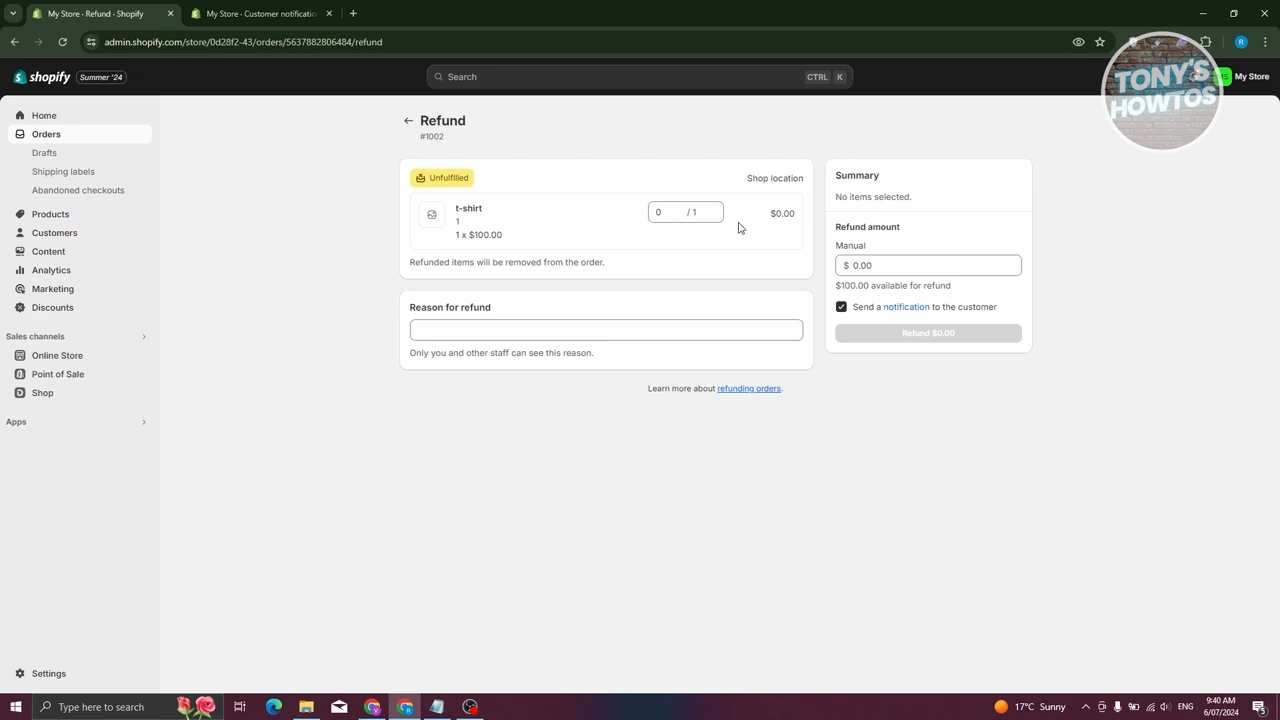 My Store - Refund - Shopify
My Store - Customer notificatio
admin.shopify.com/store/0d28f2-43/orders/5637882806484/refund
R
shopify
Summer '24
Search
CTRL K
My Store
TONY'S
HOWTOS
Home
Orders
Drafts
Shipping labels
Abandoned checkouts
Products
Customers
Content
Analytics
Marketing
Discounts
Sales channels
Online Store
Point of Sale
Shop
Apps
Settings
Refund
#1002
Unfulfilled
Shop location
t-shirt
1
1 x $100.00
0 / 1
$0.00
Refunded items will be removed from the order.
Reason for refund
Only you and other staff can see this reason.
Learn more about refunding orders.
Summary
No items selected.
Refund amount
Manual
$ 0.00
$100.00 available for refund
Send a notification to the customer
Refund $0.00
Type here to search
17°C Sunny
ENG
9:40 AM
6/07/2024